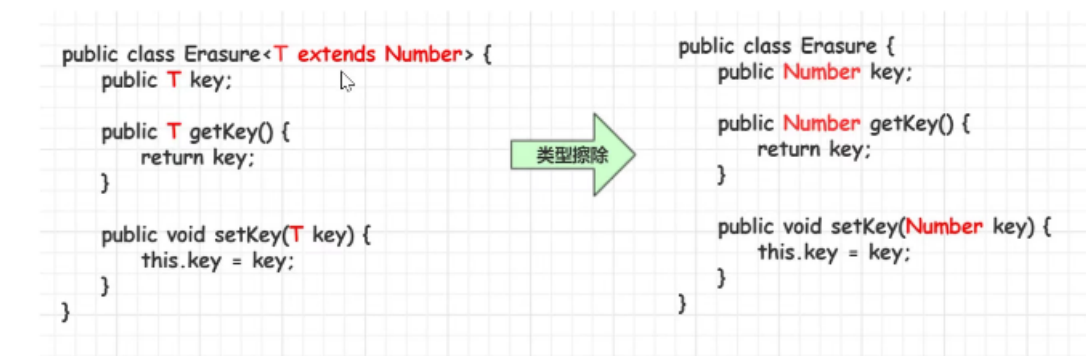 public class Erasure<T extends Number> {
public T key;
public T getKey() {
return key;
}
public void setKey(T key) {
this.key = key;
}
}
类型擦除
public class Erasure {
public Number key;
public Number getKey() {
return key;
}
public void setKey(Number key) {
this.key = key;
}
}